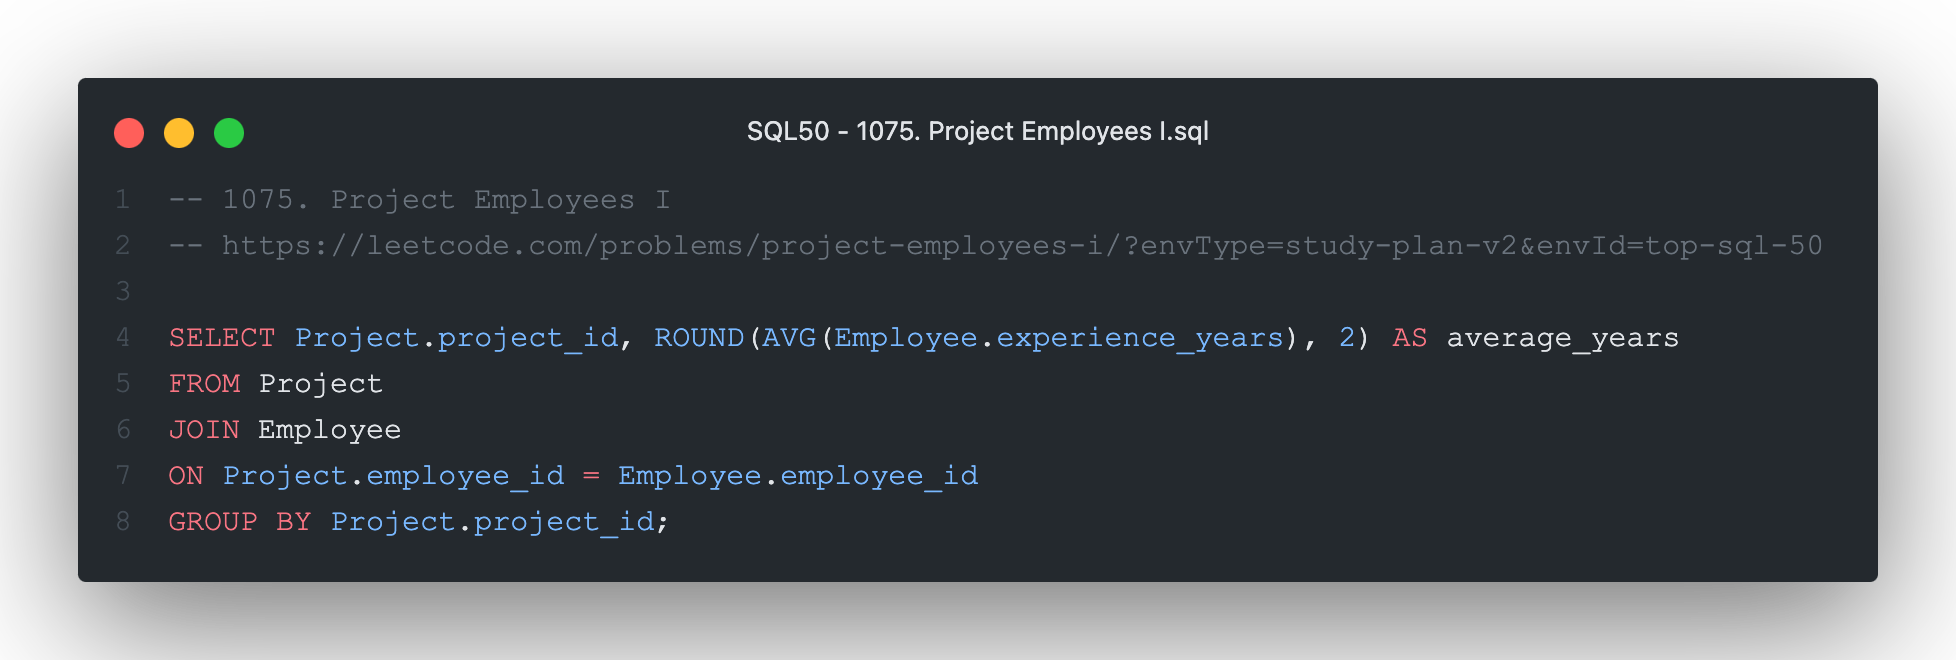 SQL50 - 1075. Project Employees I.sql
1 -- 1075. Project Employees I
2 -- https://leetcode.com/problems/project-employees-i/?envType=study-plan-v2&envId=top-sql-50
3
4 SELECT Project.project_id, ROUND(AVG(Employee.experience_years), 2) AS average_years
5 FROM Project
6 JOIN Employee
7 ON Project.employee_id = Employee.employee_id
8 GROUP BY Project.project_id;